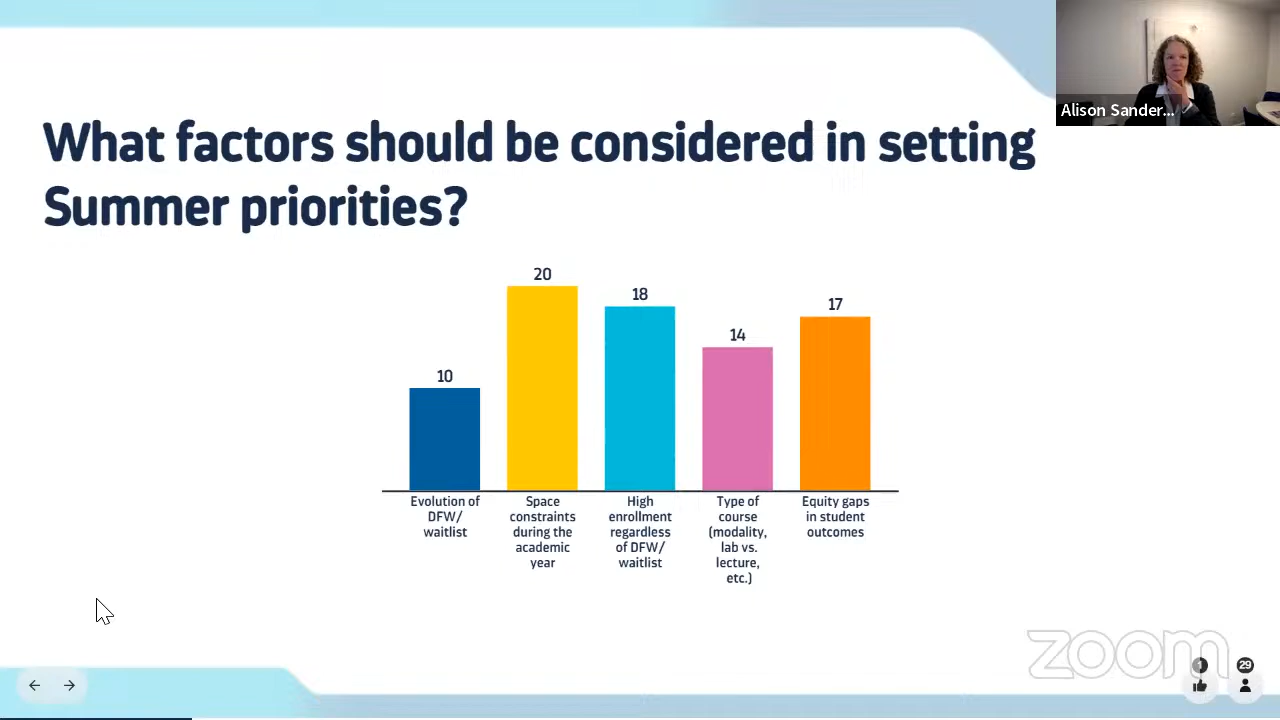 Alison Sander...
What factors should be considered in setting
Summer priorities?
10
20
18
14
17
Evolution of
DFW/
waitlist
Space
constraints
during the
academic
year
High
enrollment
regardless
of DFW/
waitlist
Type of
course
(modality,
lab vs.
lecture,
etc.)
Equity gaps
in student
outcomes
zoom
1
29